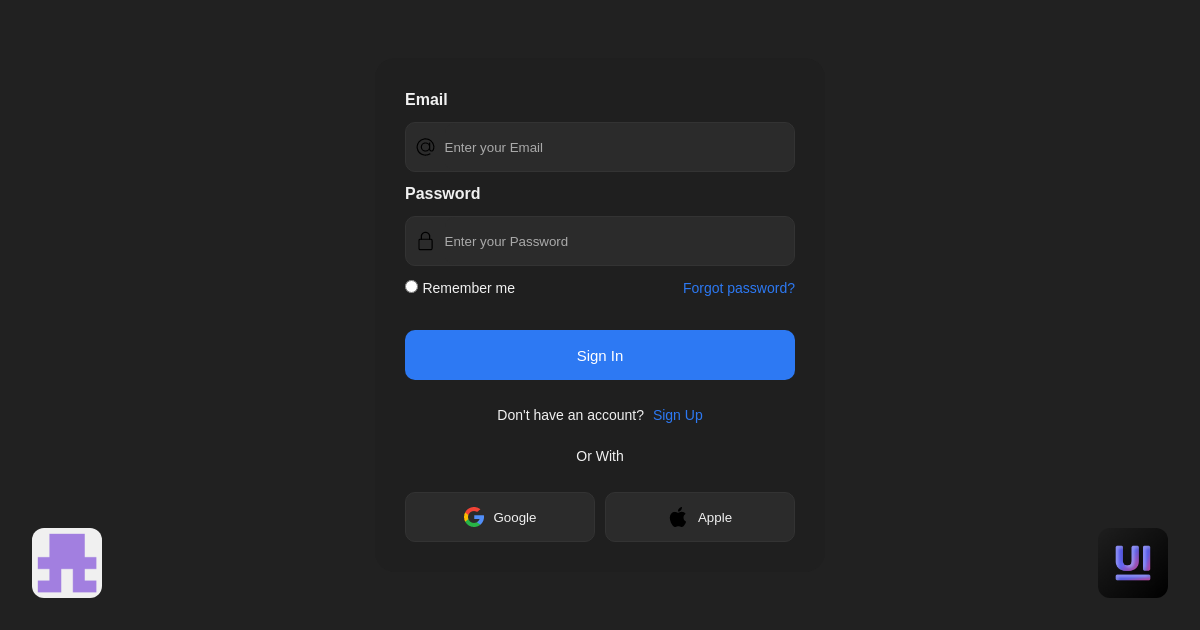 Email
Enter your Email
Password
Enter your Password
Remember me Forgot password?
Sign In
Don't have an account? Sign Up
Or With
Google Apple
UI